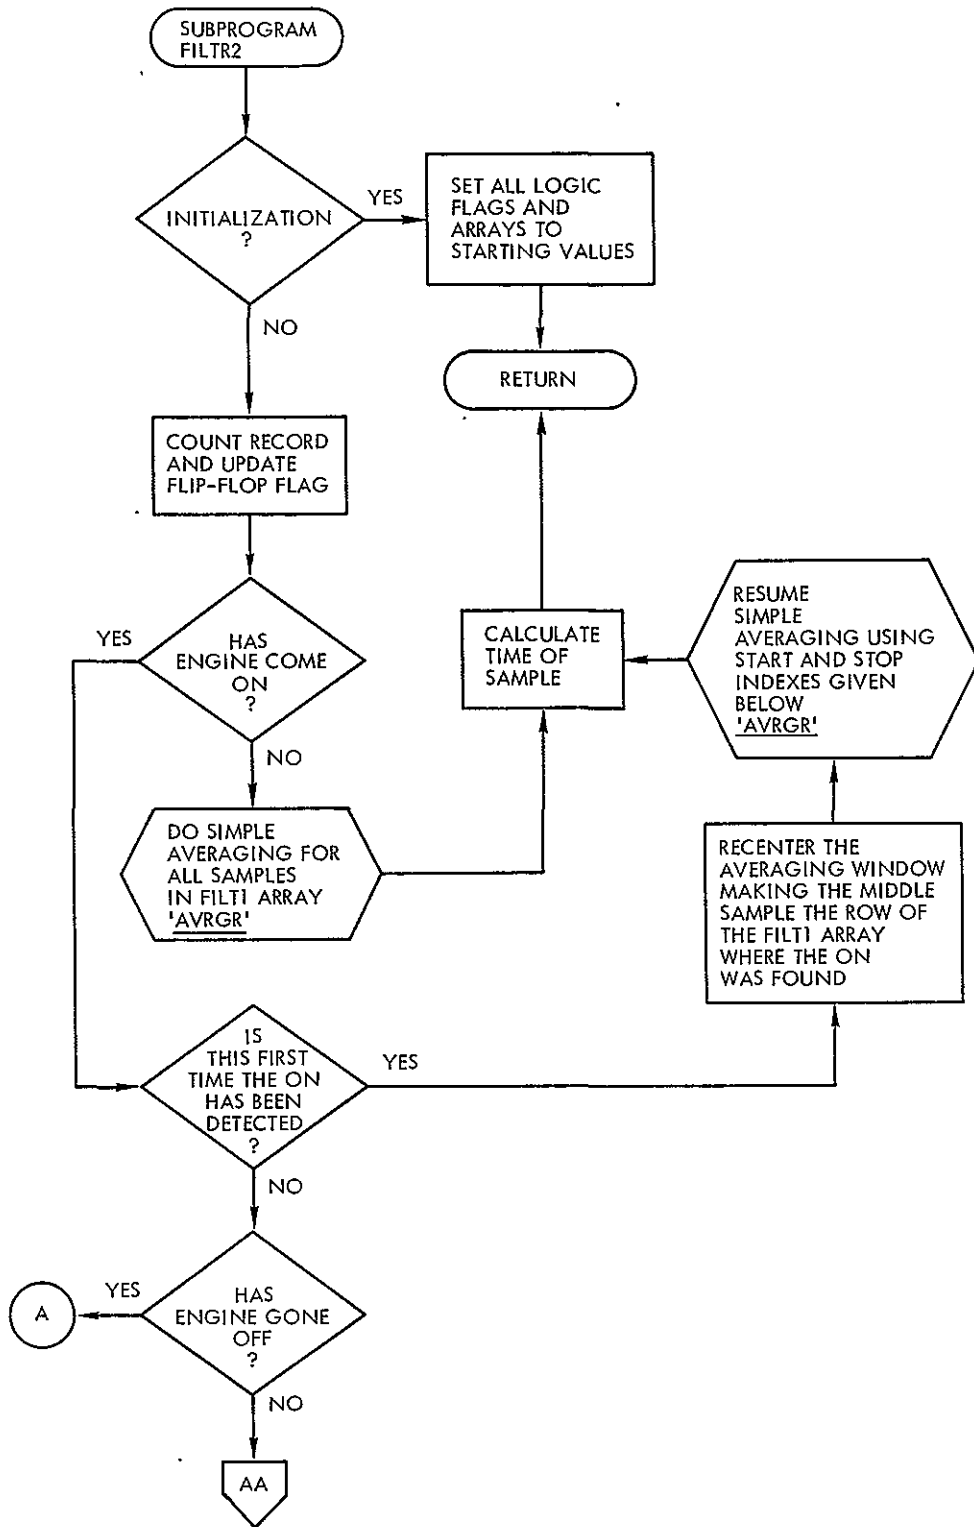 SUBPROGRAM
FILTR2
INITIALIZATION
?
YES
SET ALL LOGIC
FLAGS AND
ARRAYS TO
STARTING VALUES
NO
RETURN
COUNT RECORD
AND UPDATE
FLIP-FLOP FLAG
YES
HAS
ENGINE COME
ON
?
CALCULATE
TIME OF
SAMPLE
RESUME
SIMPLE
AVERAGING USING
START AND STOP
INDEXES GIVEN
BELOW
'AVRGR'
NO
DO SIMPLE
AVERAGING FOR
ALL SAMPLES
IN FILT1 ARRAY
'AVRGR'
RECENTER THE
AVERAGING WINDOW
MAKING THE MIDDLE
SAMPLE THE ROW OF
THE FILT1 ARRAY
WHERE THE ON
WAS FOUND
IS
THIS FIRST
TIME THE ON
HAS BEEN
DETECTED
?
YES
NO
A
YES
HAS
ENGINE GONE
OFF
?
NO
AA